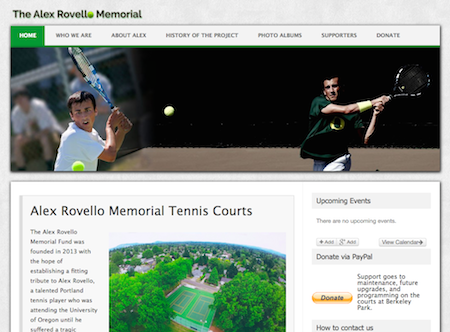 The Alex Rovello Memorial
HOME WHO WE ARE ABOUT ALEX HISTORY OF THE PROJECT PHOTO ALBUMS SUPPORTERS DONATE
Alex Rovello Memorial Tennis Courts
The Alex Rovello
Memorial Fund was
founded in 2013 with
the hope of
establishing a fitting
tribute to Alex Rovello,
a talented Portland
tennis player who was
attending the
University of
Oregon until he
suffered a tragic
Upcoming Events
There are no upcoming events.
+ Add Add View Calendar
Donate via PayPal
Donate
Support goes to
maintenance, future
upgrades, and
programming on the
courts at Berkeley
Park.
How to contact us